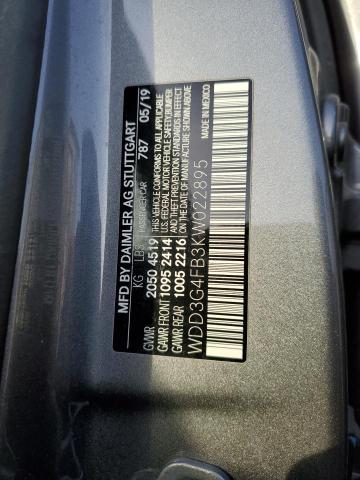 MFD BY DAIMLER AG STUTTGART
KG LB PASSENGER CAR 787 05/19
GVWR 2050 4519 THIS VEHICLE CONFORMS TO ALL APPLICABLE
GAWR FRONT 1095 2414 U.S. FEDERAL MOTOR VEHICLE SAFETY/BUMPER
GAWR REAR 1005 2216 AND THEFT PREVENTION STANDARDS IN EFFECT
ON THE DATE OF MANUFACTURE SHOWN ABOVE
WDD3G4FB3KW022895 MADE IN MEXICO